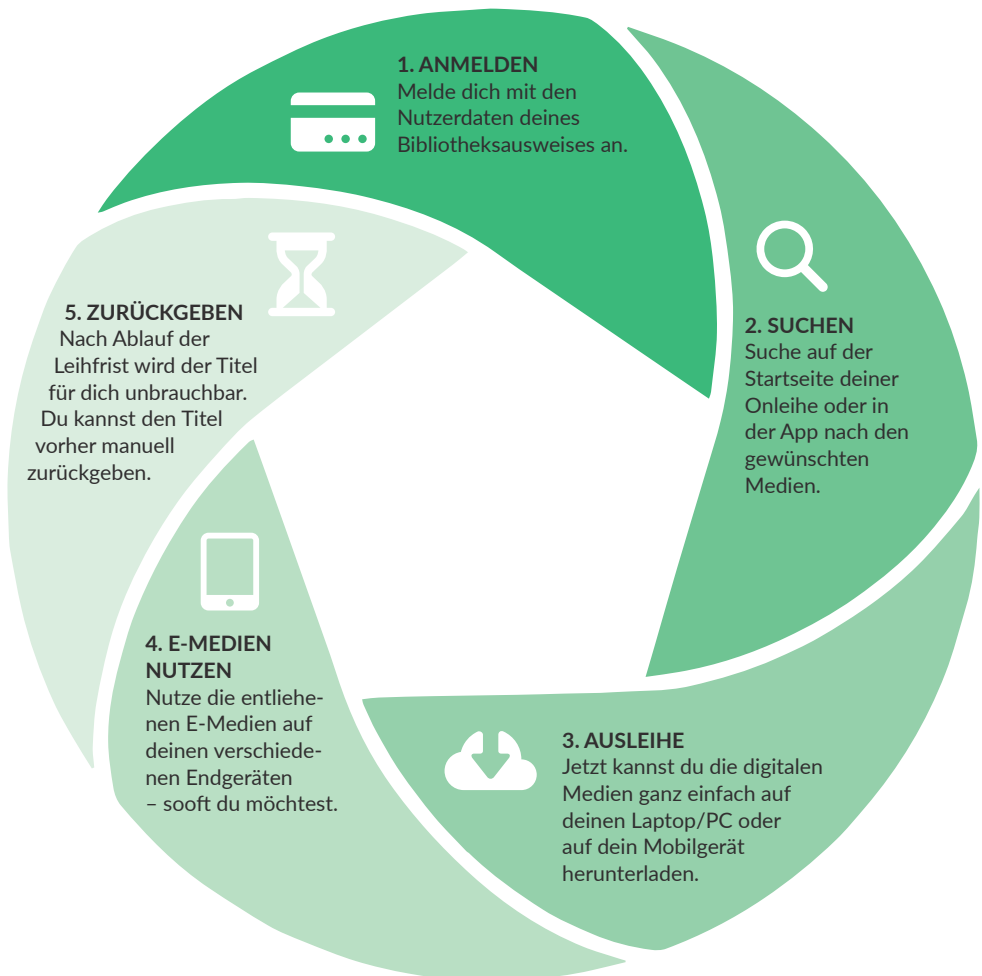 1. ANMELDEN
Melde dich mit den
Nutzerdaten deines
Bibliotheksausweises an.
2. SUCHEN
Suche auf der
Startseite deiner
Onleihe oder in
der App nach den
gewünschten
Medien.
3. AUSLEIHE
Jetzt kannst du die digitalen
Medien ganz einfach auf
deinen Laptop/PC oder
auf dein Mobilgerät
herunterladen.
4. E-MEDIEN
NUTZEN
Nutze die entliehe-
nen E-Medien auf
deinen verschiede-
nen Endgeräten
– sooft du möchtest.
5. ZURÜCKGEBEN
Nach Ablauf der
Leihfrist wird der Titel
für dich unbrauchbar.
Du kannst den Titel
vorher manuell
zurückgeben.